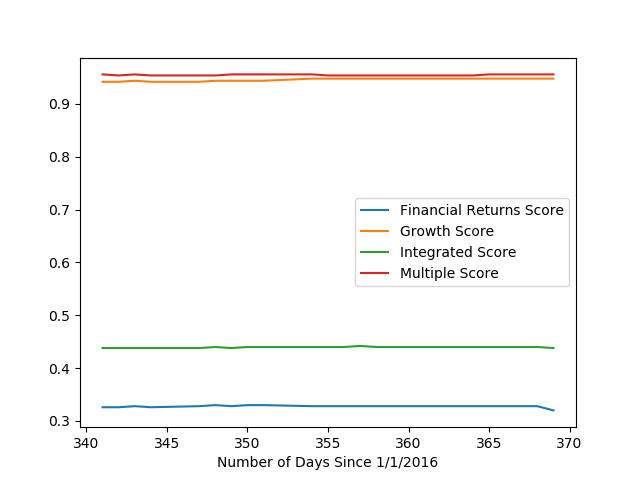 0.9
0.8
0.7
0.6
0.5
0.4
0.3
Financial Returns Score
Growth Score
Integrated Score
Multiple Score
340 345 350 355 360 365 370
Number of Days Since 1/1/2016